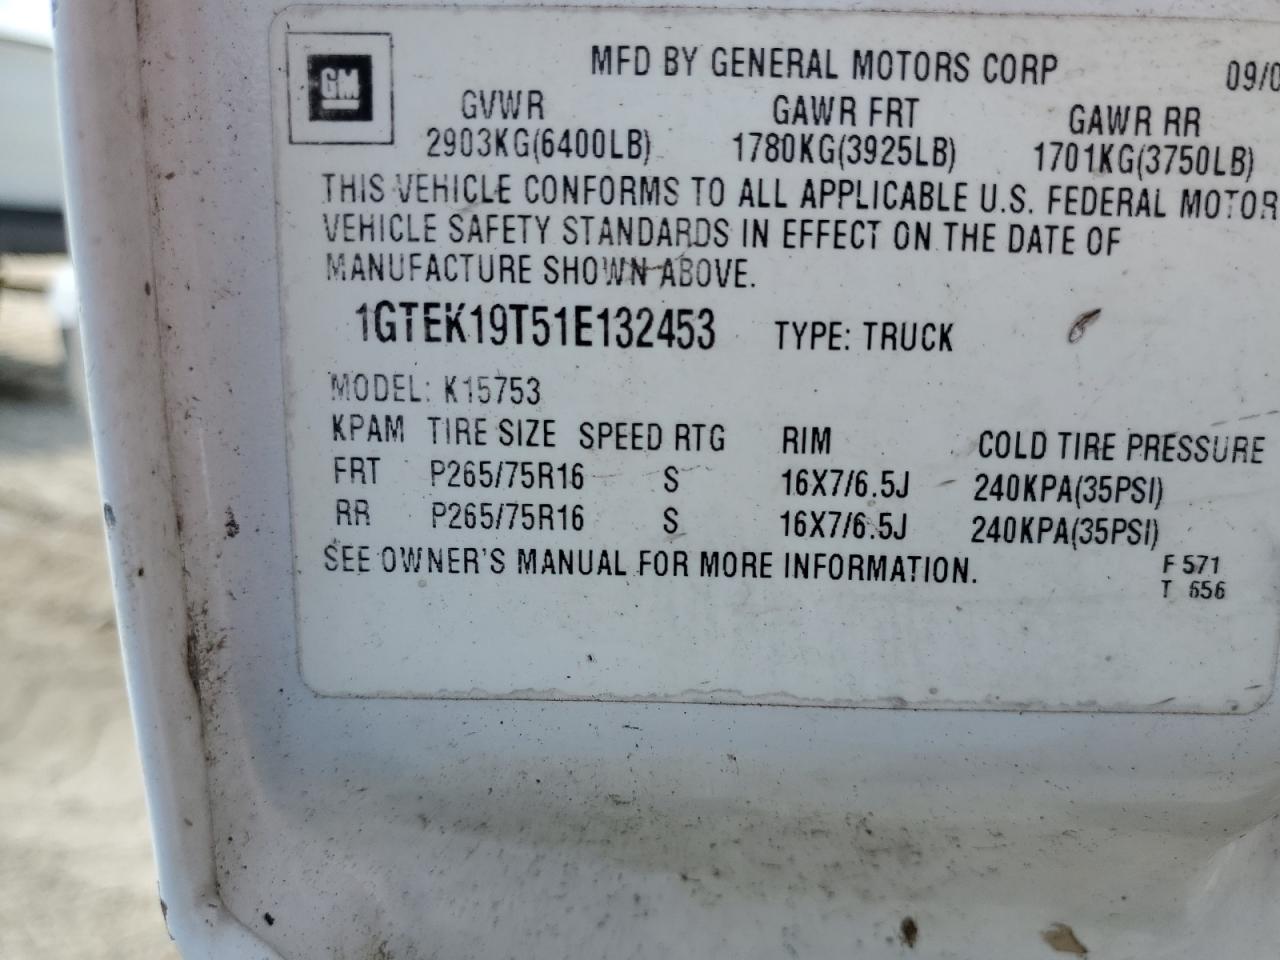 GM
MFD BY GENERAL MOTORS CORP 09/0
GVWR GAWR FRT GAWR RR
2903KG(6400LB) 1780KG(3925LB) 1701KG(3750LB)
THIS VEHICLE CONFORMS TO ALL APPLICABLE U.S. FEDERAL MOTOR
VEHICLE SAFETY STANDARDS IN EFFECT ON THE DATE OF
MANUFACTURE SHOWN ABOVE.
1GTEK19T51E132453 TYPE: TRUCK
MODEL: K15753
KPAM TIRE SIZE SPEED RTG RIM COLD TIRE PRESSURE
FRT P265/75R16 S 16X7/6.5J 240KPA(35PSI)
RR P265/75R16 S 16X7/6.5J 240KPA(35PSI)
SEE OWNER'S MANUAL FOR MORE INFORMATION. F 571
T 656